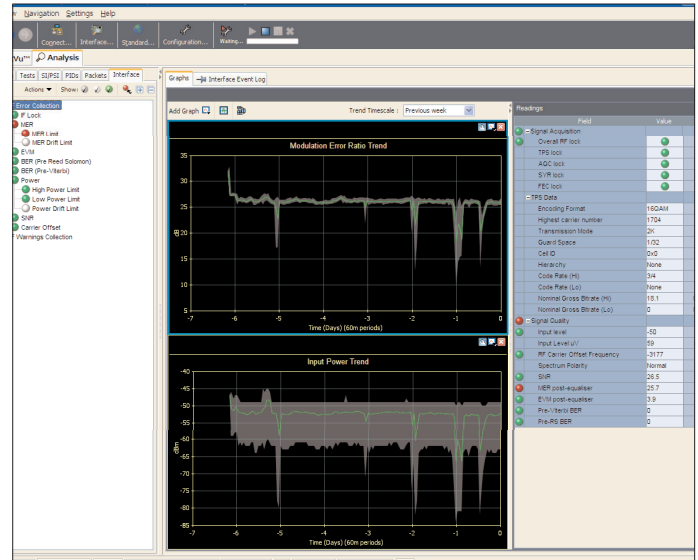 Navigation Settings Help
Connect... Interface... Standard... Configuration... Waiting...
Vu™ Analysis
Tests SI/PSI PIDs Packets Interface
Actions Show:
Error Collection
IF Lock
MER
MER Limit
MER Drift Limit
EVM
BER (Pre Reed Solomon)
BER (Pre-Viterbi)
Power
High Power Limit
Low Power Limit
Power Drift Limit
SNR
Carrier Offset
Warnings Collection
Graphs Interface Event Log
Add Graph Trend Timescale : Previous week
Modulation Error Ratio Trend
35
30
25
20
15
10
5
dB
-7 -6 -5 -4 -3 -2 -1 0
Time (Days) (60m periods)
Input Power Trend
-40
-45
-50
-55
-60
-65
-70
-75
-80
-85
dBm
-7 -6 -5 -4 -3 -2 -1 0
Time (Days) (60m periods)
Readings
Field Value
Signal Acquisition
Overall RF lock
TPS lock
AGC lock
SYR lock
FEC lock
TPS Data
Encoding Format 16QAM
Highest carrier number 1704
Transmission Mode 2K
Guard Space 1/32
Cell ID 0x0
Hierarchy None
Code Rate (Hi) 3/4
Code Rate (Lo) None
Nominal Gross Bitrate (Hi) 18.1
Nominal Gross Bitrate (Lo) 0
Signal Quality
Input level -50
Input Level uV 59
RF Carrier Offset Frequency -3177
Spectrum Polarity Normal
SNR 26.5
MER post-equaliser 25.7
EVM post-equaliser 3.9
Pre-Viterbi BER 0
Pre-RS BER 0